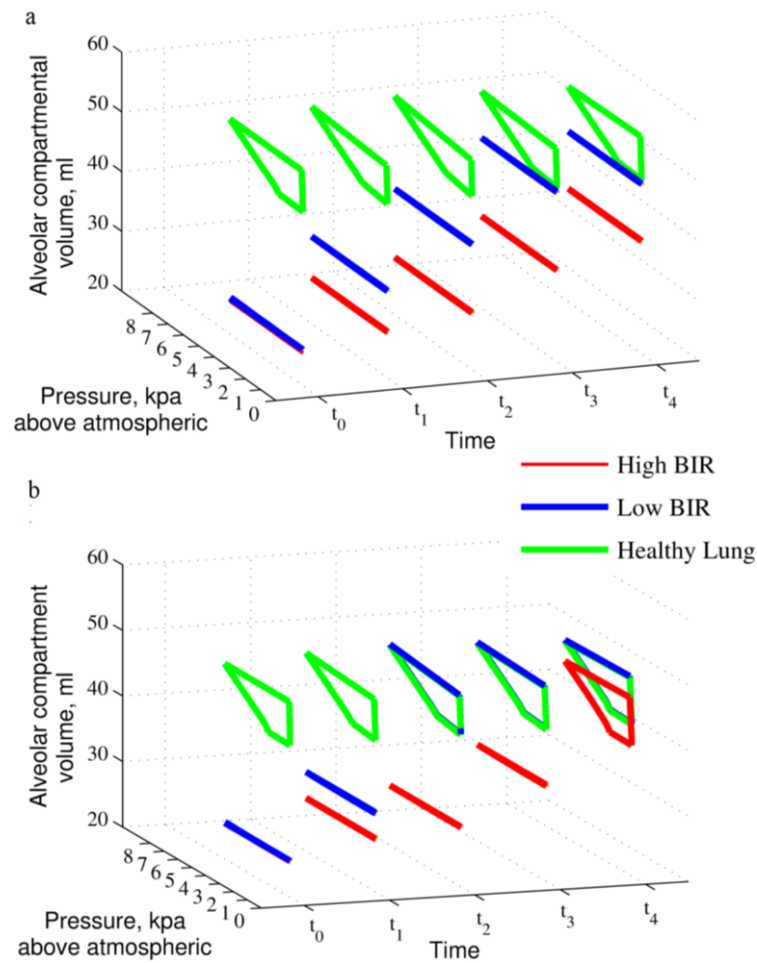 a
60
50
40
30
20
Alveolar compartmental
volume, ml
8 7 6 5 4 3 2 1 0
Pressure, kpa
above atmospheric
t0 t1 t2 t3 t4
Time
High BIR
Low BIR
Healthy Lung
b
60
50
40
30
20
Alveolar compartment
volume, ml
8 7 6 5 4 3 2 1 0
Pressure, kpa
above atmospheric
t0 t1 t2 t3 t4
Time